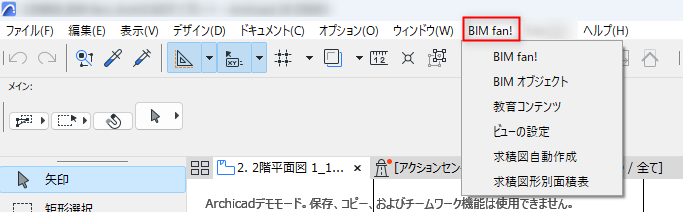 ファイル(F) 編集(E) 表示(V) デザイン(D) ドキュメント(C) オプション(O) ウィンドウ(W) BIM fan! ヘルプ(H)
BIM fan!
BIM オブジェクト
教育コンテンツ
ビューの設定
求積図自動作成
求積図形別面積表
1.2
XY:
メイン:
矢印
矩形選択
2. 2階平面図 1_1... [アクションセン / 全て]
Archicadデモモード。保存、コピー、およびチームワーク機能は使用できません。